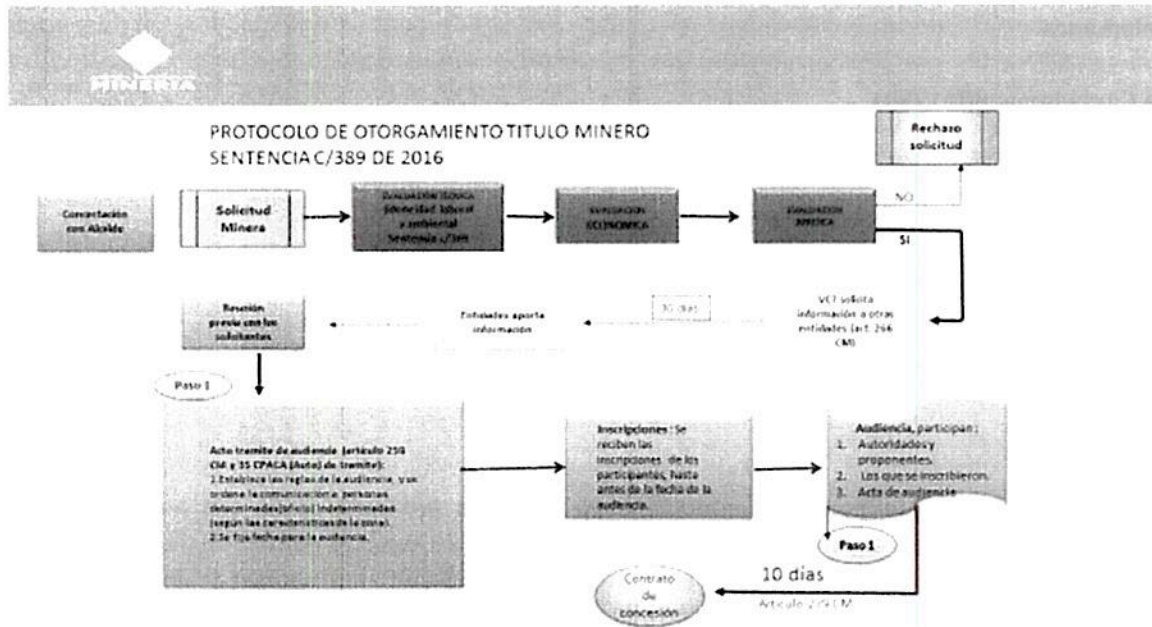 MINERIA
PROTOCOLO DE OTORGAMIENTO TITULO MINERO
SENTENCIA C/389 DE 2016
Rechazo
solicitud
Concertación
con Alcalde
Solicitud
Minera
EVALUACION TECNICA
(idoneidad laboral
y ambiental
Sentencia c/389
EVALUACION
ECONOMICA
EVALUACION
JURIDICA
NO
SI
Reunión
previa con los
solicitantes
Entidades aporta
información
30 días
VCT solicita
información a otras
entidades (art. 266
CM)
Paso 1
Acto tramite de audiencia (artículo 259
CM y 35 CPACA (Auto) de tramite):
1.Establece las reglas de la audiencia, y se
ordena la comunicación a personas
determinadas(oficio) indeterminadas
(según las características de la zona).
2.Se fija fecha para la audiencia.
Inscripciones: Se
reciben las
inscripciones de los
participantes, hasta
antes de la fecha de la
audiencia.
Audiencia, participan:
1. Autoridades y
proponentes.
2. Los que se inscribieron.
3. Acta de audiencia
Paso 1
10 días
Artículo 279 CM
Contrato
de
concesión